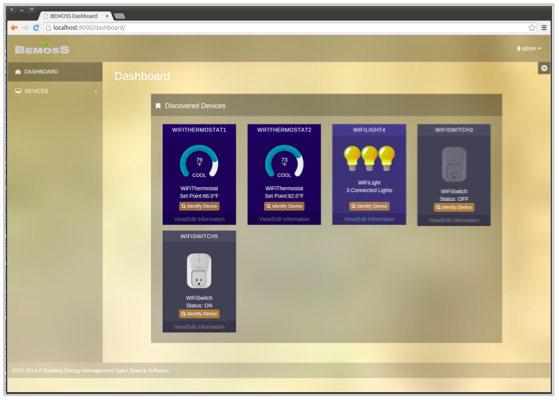 BEMOSS Dashboard
localhost:8000/dashboard/
BEMOSS
admin
DASHBOARD
DEVICES
Dashboard
Discovered Devices
WIFITHERMOSTAT1
79
°F
COOL
WiFiThermostat
Set Point:66.0°F
Identify Device
View/Edit Information
WIFITHERMOSTAT2
73
°F
COOL
WiFiThermostat
Set Point:82.0°F
Identify Device
View/Edit Information
WIFILIGHT4
WiFiLight
3 Connected Lights
Identify Device
View/Edit Information
WIFISWITCH3
WiFiSwitch
Status: OFF
Identify Device
View/Edit Information
WIFISWITCH5
WiFiSwitch
Status: ON
Identify Device
View/Edit Information
2013-2014 © Building Energy Management Open Source Software.